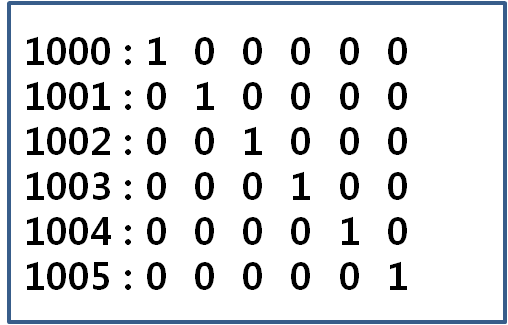 1000 : 1 0 0 0 0 0
1001 : 0 1 0 0 0 0
1002 : 0 0 1 0 0 0
1003 : 0 0 0 1 0 0
1004 : 0 0 0 0 1 0
1005 : 0 0 0 0 0 1